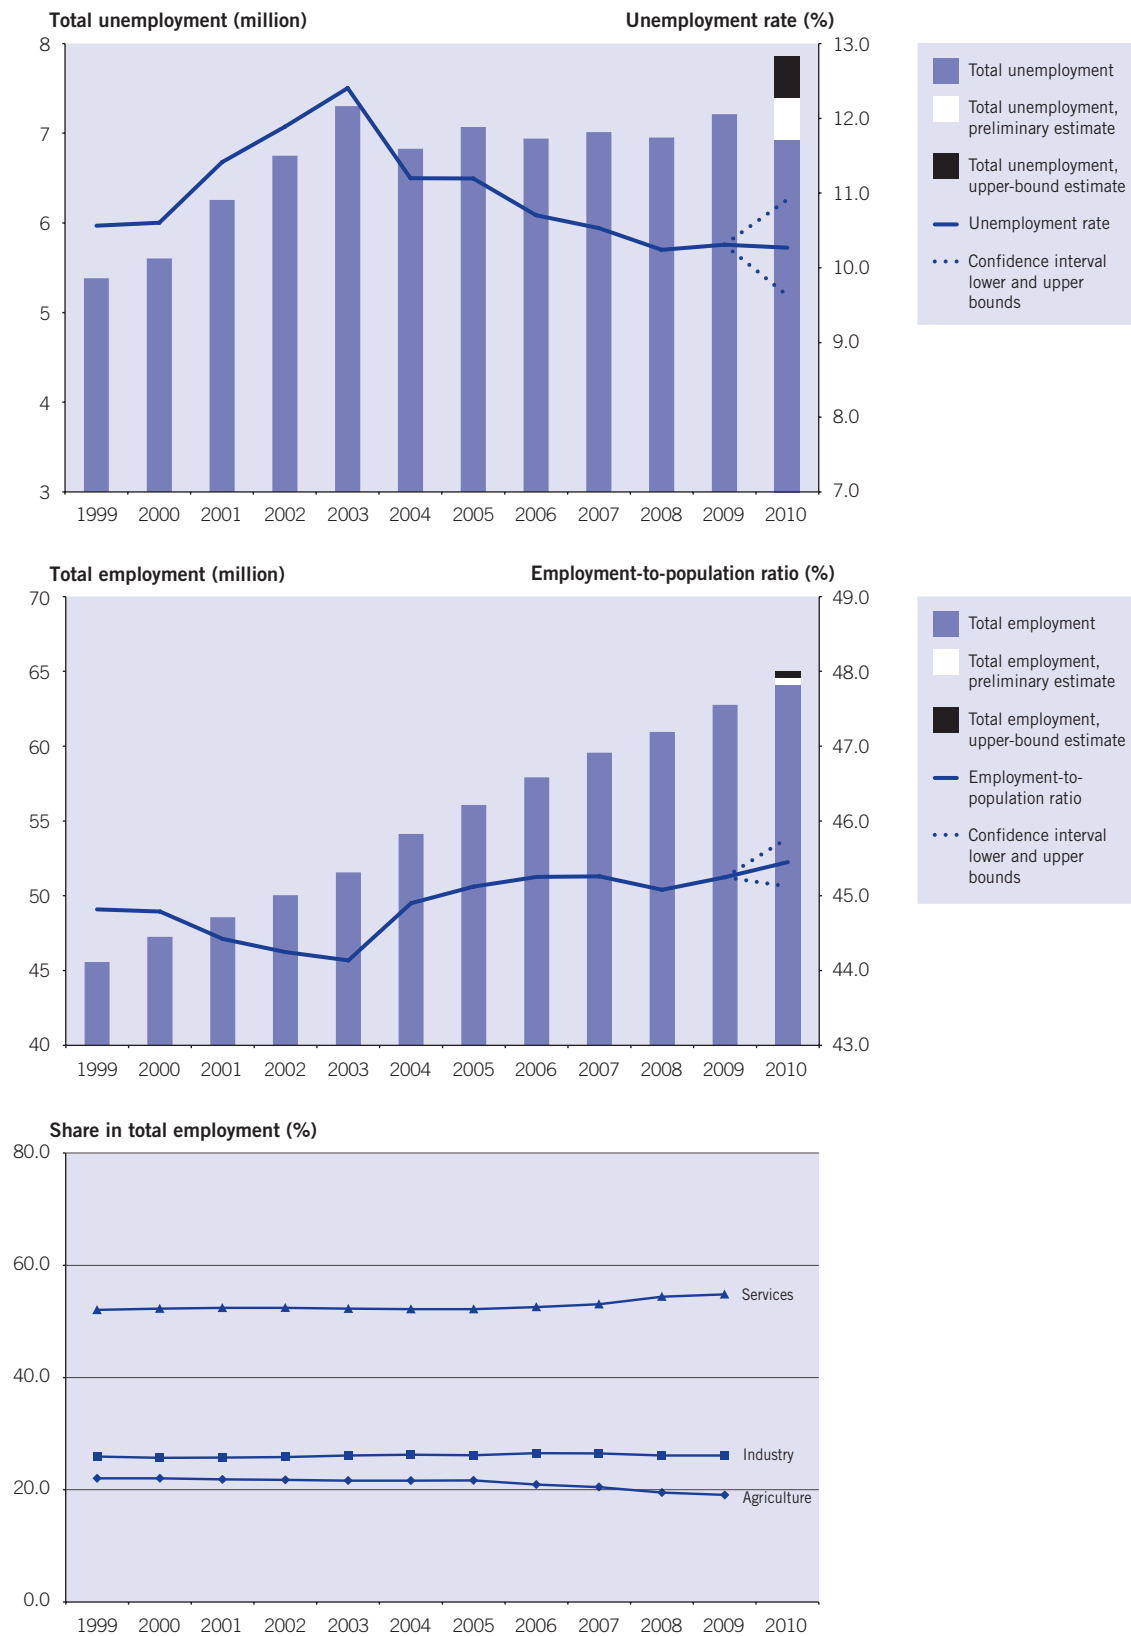 Total unemployment (million)
Unemployment rate (%)
8
7
6
5
4
3
13.0
12.0
11.0
10.0
9.0
8.0
7.0
1999 2000 2001 2002 2003 2004 2005 2006 2007 2008 2009 2010
Total unemployment
Total unemployment,
preliminary estimate
Total unemployment,
upper-bound estimate
Unemployment rate
Confidence interval
lower and upper
bounds
Total employment (million)
Employment-to-population ratio (%)
70
65
60
55
50
45
40
49.0
48.0
47.0
46.0
45.0
44.0
43.0
1999 2000 2001 2002 2003 2004 2005 2006 2007 2008 2009 2010
Total employment
Total employment,
preliminary estimate
Total employment,
upper-bound estimate
Employment-to-
population ratio
Confidence interval
lower and upper
bounds
Share in total employment (%)
80.0
60.0
40.0
20.0
0.0
Services
Industry
Agriculture
1999 2000 2001 2002 2003 2004 2005 2006 2007 2008 2009 2010